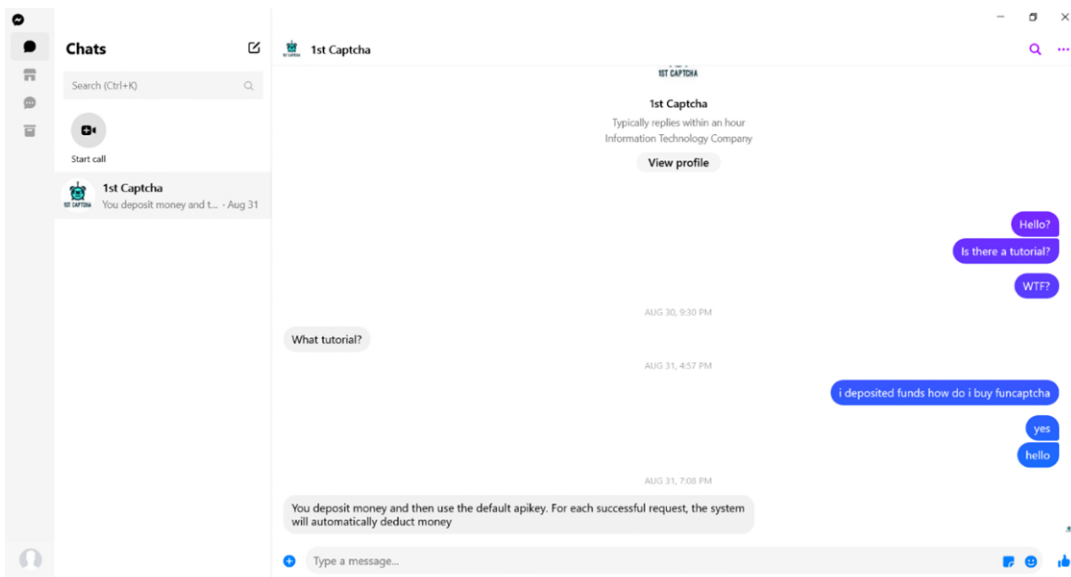 Chats
1st Captcha
Search (Ctrl+K)
Start call
1st Captcha
1ST CAPTCHA
You deposit money and t... · Aug 31
1ST CAPTCHA
1st Captcha
Typically replies within an hour
Information Technology Company
View profile
Hello?
Is there a tutorial?
WTF?
AUG 30, 9:30 PM
What tutorial?
AUG 31, 4:57 PM
i deposited funds how do i buy funcaptcha
yes
hello
AUG 31, 7:08 PM
You deposit money and then use the default apikey. For each successful request, the system
will automatically deduct money
Type a message...